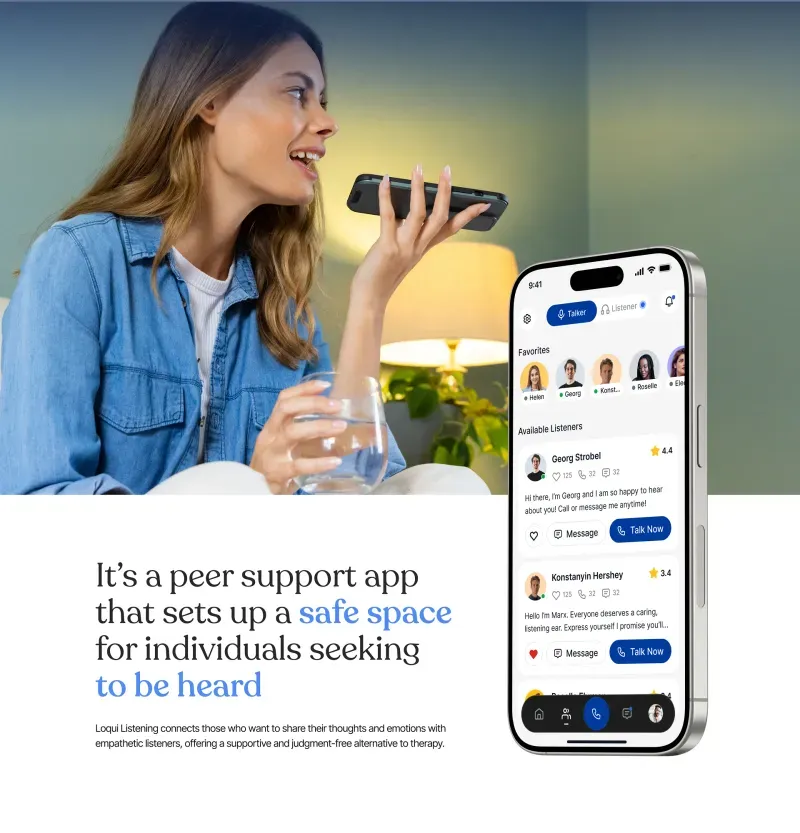 9:41
Talker
Listener
Favorites
Helen
Georg
Konst...
Roselle
Available Listeners
Georg Strobel
4.4
125 32 32
Hi there, I'm Georg and I am so happy to hear
about you! Call or message me anytime!
Message
Talk Now
Konstanyin Hershey
3.4
125 32 32
Hello I'm Marx. Everyone deserves a caring,
listening ear. Express yourself I promise you'll...
Message
Talk Now
It's a peer support app
that sets up a safe space
for individuals seeking
to be heard
Loqui Listening connects those who want to share their thoughts and emotions with
empathetic listeners, offering a supportive and judgment-free alternative to therapy.